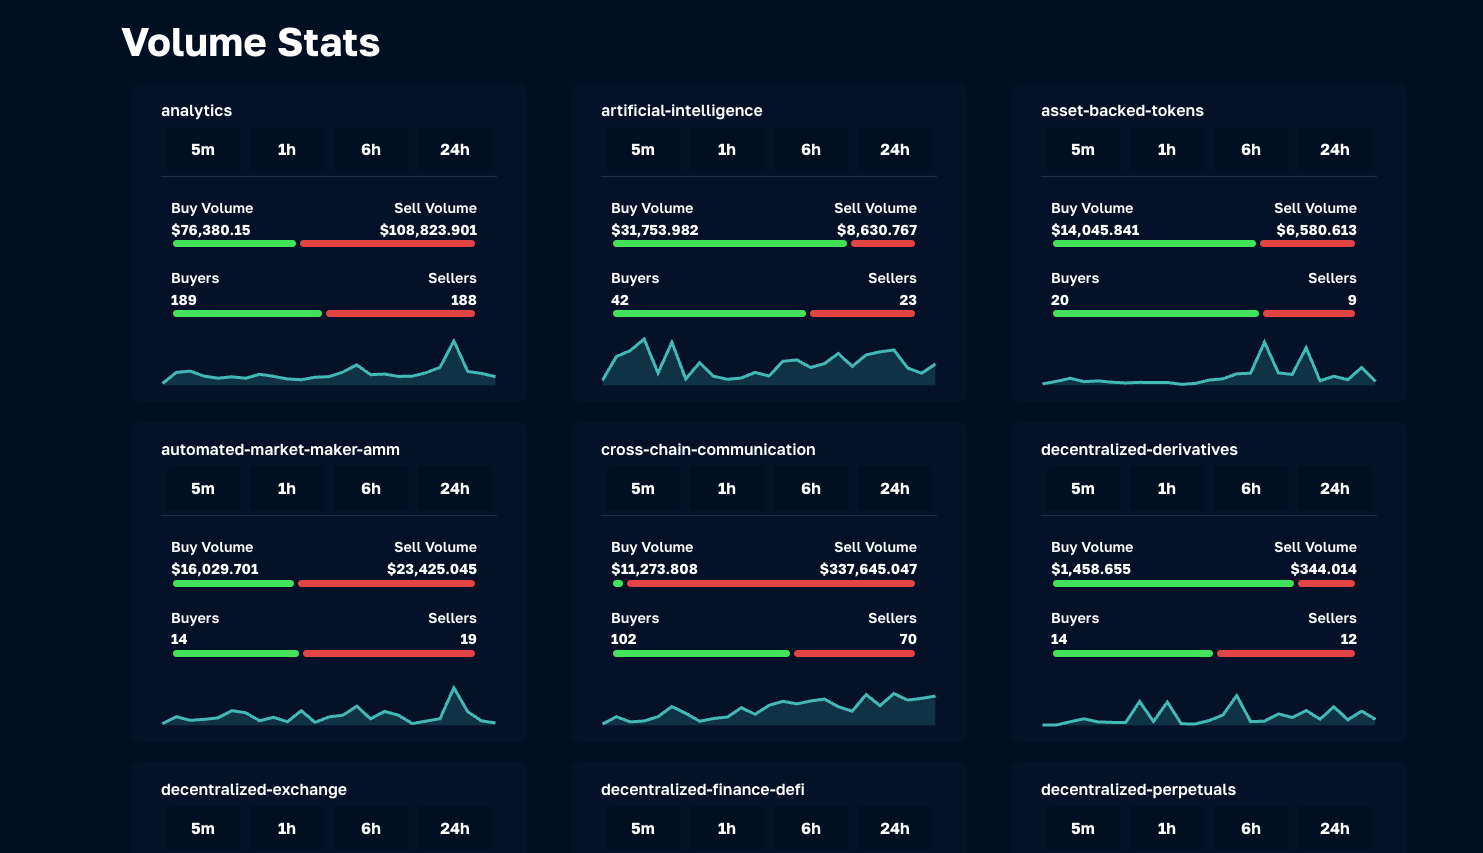 Volume Stats
analytics
5m 1h 6h 24h
Buy Volume Sell Volume
$76,380.15 $108,823.901
Buyers Sellers
189 188
artificial-intelligence
5m 1h 6h 24h
Buy Volume Sell Volume
$31,753.982 $8,630.767
Buyers Sellers
42 23
asset-backed-tokens
5m 1h 6h 24h
Buy Volume Sell Volume
$14,045.841 $6,580.613
Buyers Sellers
20 9
automated-market-maker-amm
5m 1h 6h 24h
Buy Volume Sell Volume
$16,029.701 $23,425.045
Buyers Sellers
14 19
cross-chain-communication
5m 1h 6h 24h
Buy Volume Sell Volume
$11,273.808 $337,645.047
Buyers Sellers
102 70
decentralized-derivatives
5m 1h 6h 24h
Buy Volume Sell Volume
$1,458.655 $344.014
Buyers Sellers
14 12
decentralized-exchange
5m 1h 6h 24h
decentralized-finance-defi
5m 1h 6h 24h
decentralized-perpetuals
5m 1h 6h 24h